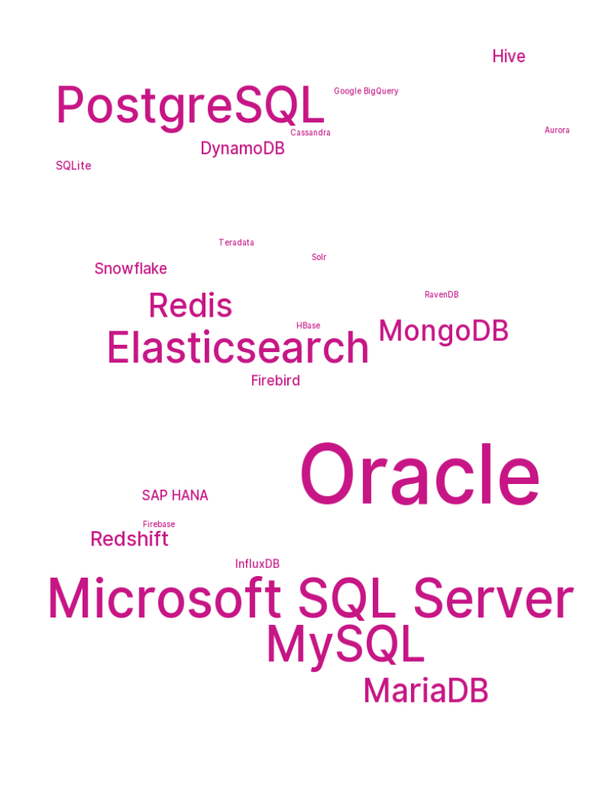 Hive
PostgreSQL
Google BigQuery
Cassandra
Aurora
DynamoDB
SQLite
Teradata
Solr
Snowflake
RavenDB
Redis
HBase
MongoDB
Elasticsearch
Firebird
Oracle
SAP HANA
Firebase
Redshift
InfluxDB
Microsoft SQL Server
MySQL
MariaDB